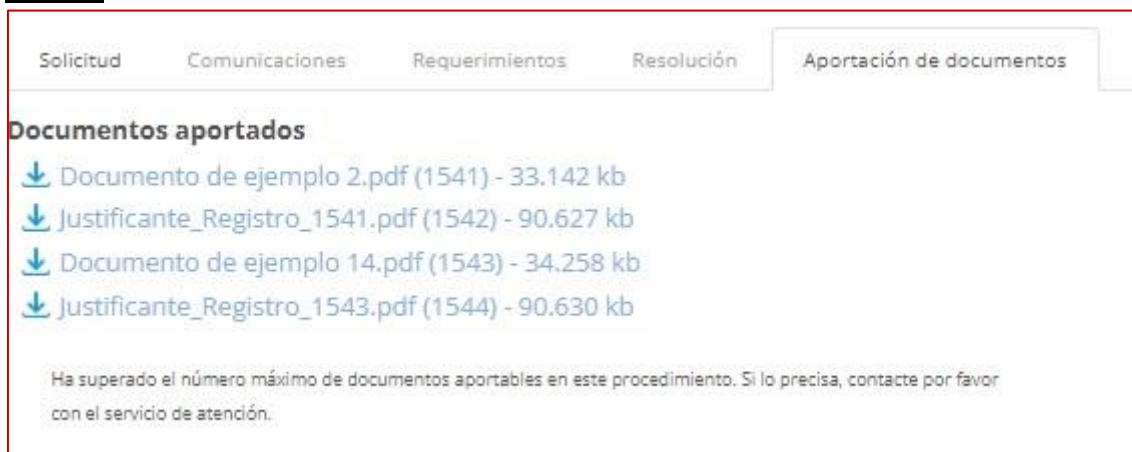 Solicitud Comunicaciones Requerimientos Resolución Aportación de documentos
Documentos aportados
Documento de ejemplo 2.pdf (1541) - 33.142 kb
Justificante_Registro_1541.pdf (1542) - 90.627 kb
Documento de ejemplo 14.pdf (1543) - 34.258 kb
Justificante_Registro_1543.pdf (1544) - 90.630 kb
Ha superado el número máximo de documentos aportables en este procedimiento. Si lo precisa, contacte por favor
con el servicio de atención.